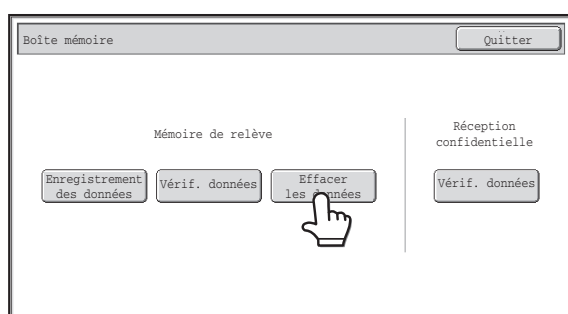 Boîte mémoire
Quitter
Mémoire de relève
Enregistrement
des données
Vérif. données
Effacer
les données
Réception
confidentielle
Vérif. données